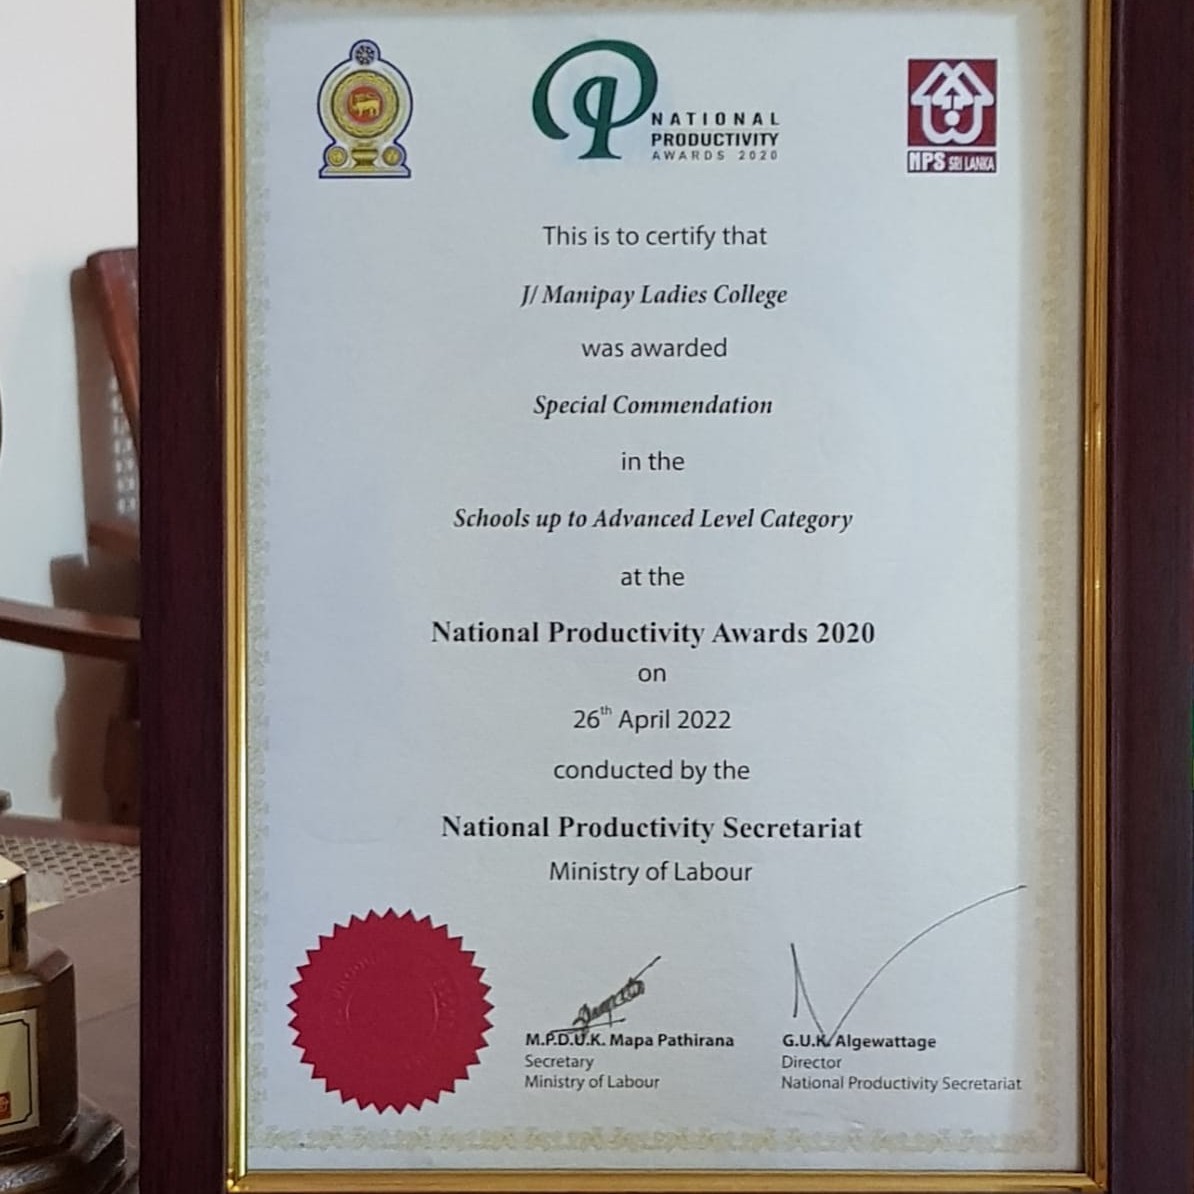 NATIONAL
PRODUCTIVITY
AWARDS 2020
NPS SRI LANKA
This is to certify that
J/ Manipay Ladies College
was awarded
Special Commendation
in the
Schools up to Advanced Level Category
at the
National Productivity Awards 2020
on
26th April 2022
conducted by the
National Productivity Secretariat
Ministry of Labour
M.P.D.U.K. Mapa Pathirana
Secretary
Ministry of Labour
G.U.K. Algewattage
Director
National Productivity Secretariat